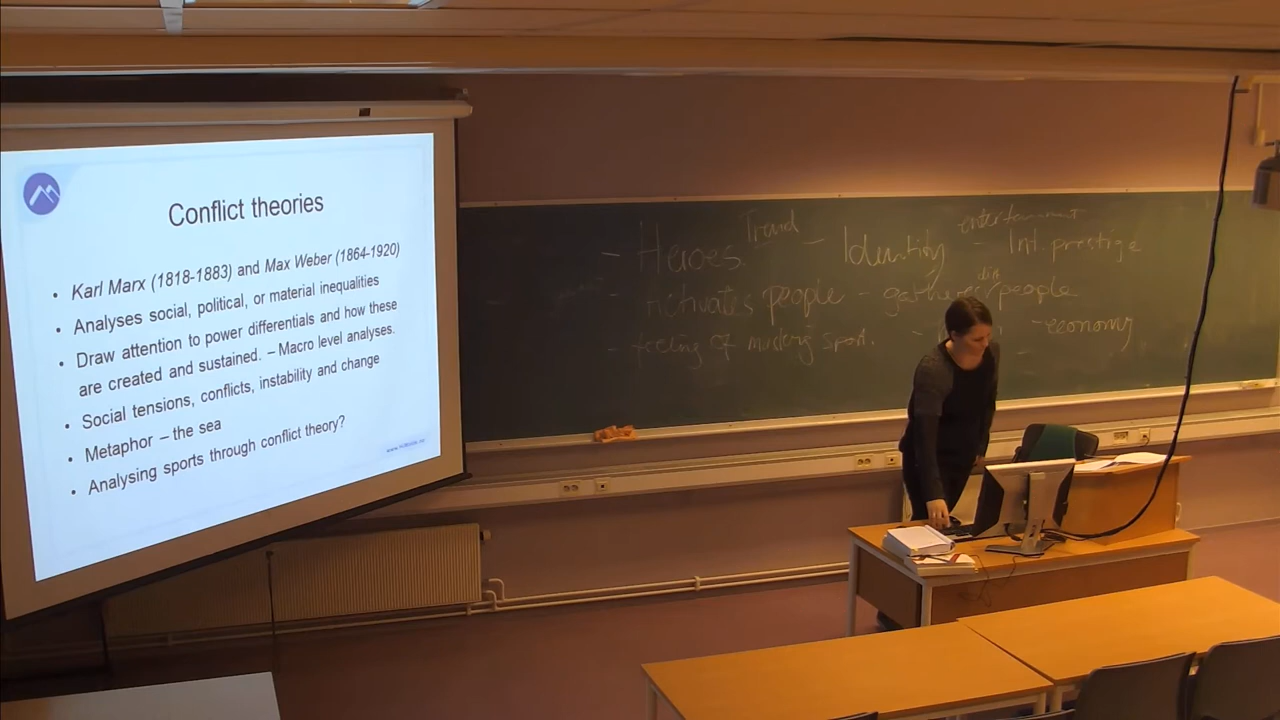 Conflict theories
• Karl Marx (1818-1883) and Max Weber (1864-1920)
• Analyses social, political, or material inequalities
• Draw attention to power differentials and how these
are created and sustained. – Macro level analyses.
• Social tensions, conflicts, instability and change
• Metaphor – the sea
• Analysing sports through conflict theory?
Trend entertainment
- Heroes. - Identity - Int. prestige
- activates people - gathers people
- feeling of sport. - - economy